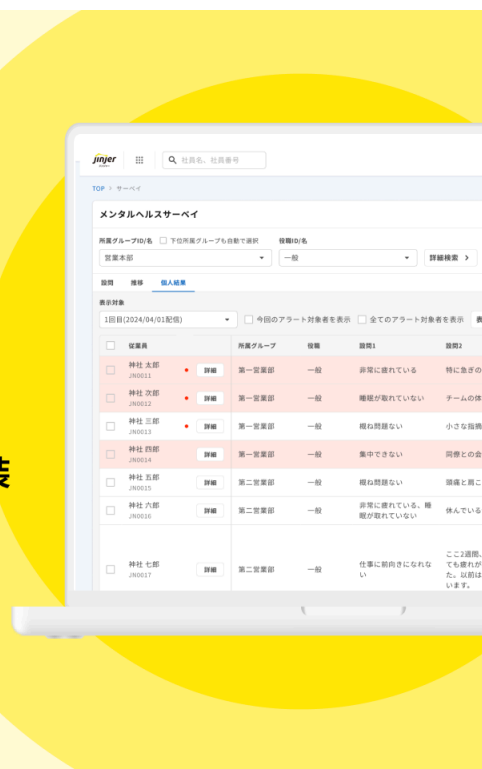 jinjer
社員名、社員番号
TOP > サーベイ
メンタルヘルスサーベイ
所属グループID/名 下位所属グループも自動で選択 役職ID/名
営業本部 一般 詳細検索 >
設問 推移 個人結果
表示対象
1回目(2024/04/01配信) 今回のアラート対象者を表示 全てのアラート対象者を表示
従業員 所属グループ 役職 設問1 設問2
神社 太郎 詳細 第一営業部 一般 非常に疲れている 特に急ぎの
JN0011
神社 次郎 詳細 第一営業部 一般 睡眠が取れていない チームの体
JN0012
神社 三郎 詳細 第一営業部 一般 概ね問題ない 小さな指摘
JN0013
神社 四郎 詳細 第一営業部 一般 集中できない 同僚との会
JN0014
神社 五郎 詳細 第二営業部 一般 概ね問題ない 頭痛と肩こ
JN0015
神社 六郎 詳細 第二営業部 一般 非常に疲れている、睡 休んでいる
JN0016 眠が取れていない
ここ2週間、
神社 七郎 詳細 第二営業部 一般 仕事に前向きになれな ても疲れが
JN0017 い た。以前は
います。